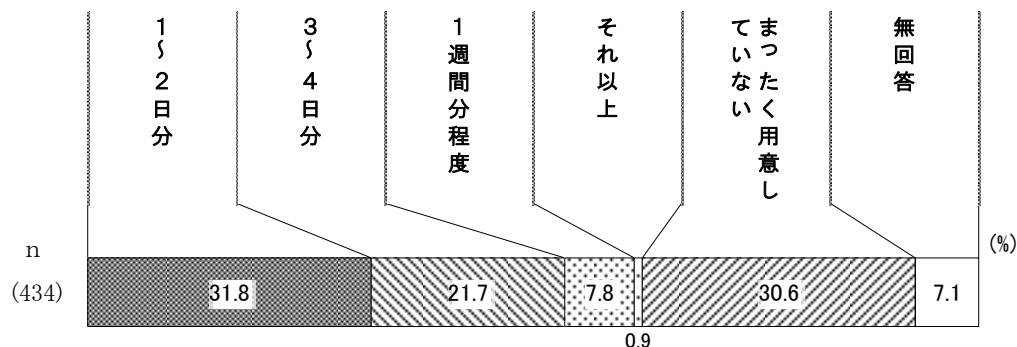 １～２日分
３～４日分
１週間分程度
それ以上
まったく用意し
ていない
無回答
(%)
n
(434)
31.8
21.7
7.8
0.9
30.6
7.1